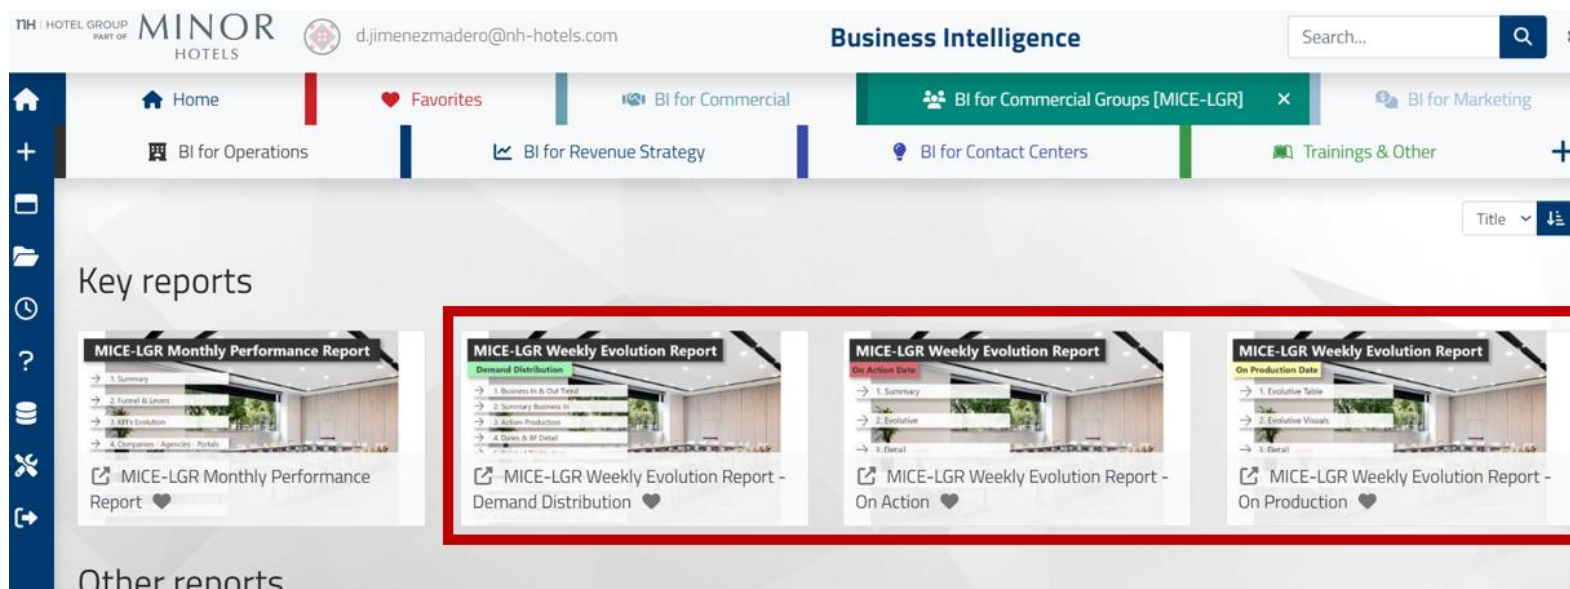 nH | HOTEL GROUP
PART OF
MINOR
HOTELS
d.jimenezmadero@nh-hotels.com
Business Intelligence
Search...
Home
Favorites
BI for Commercial
BI for Commercial Groups [MICE-LGR] ×
BI for Marketing
BI for Operations
BI for Revenue Strategy
BI for Contact Centers
Trainings & Other
Title
Key reports
MICE-LGR Monthly Performance Report
1. Summary
2. Funnel & Levers
3. KPI's Evolution
4. Companies - Agencies - Portals
MICE-LGR Monthly Performance
Report
MICE-LGR Weekly Evolution Report
Demand Distribution
1. Business In & Out Trend
2. Summary Business In
3. Action-Production
4. Dates & BF Detail
MICE-LGR Weekly Evolution Report -
Demand Distribution
MICE-LGR Weekly Evolution Report
On Action Date
1. Summary
2. Evolutive
3. Detail
MICE-LGR Weekly Evolution Report -
On Action
MICE-LGR Weekly Evolution Report
On Production Date
1. Evolutive Table
2. Evolutive Visuals
3. Detail
MICE-LGR Weekly Evolution Report -
On Production
Other reports